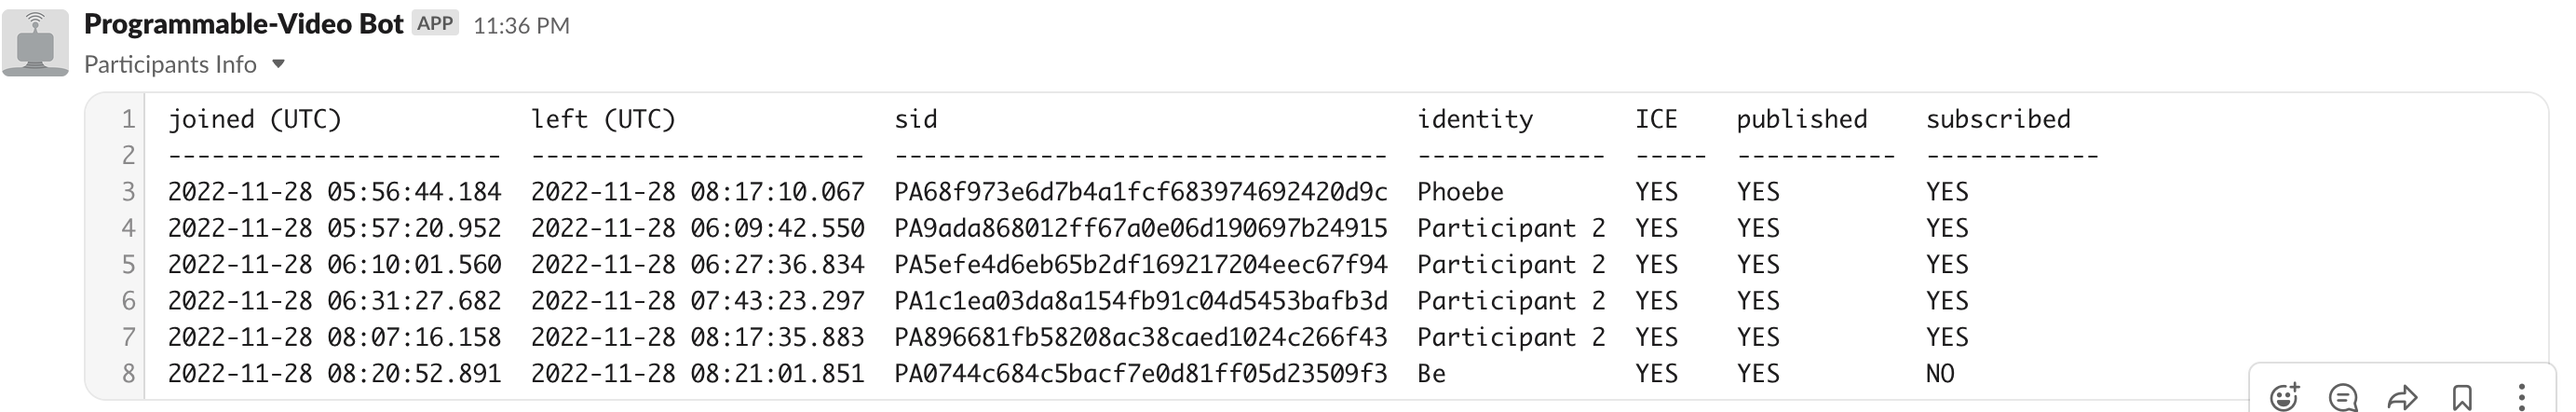 Programmable-Video Bot APP 11:36 PM
Participants Info
1 joined (UTC) left (UTC) sid identity ICE published subscribed
2 ----------------------- ----------------------- ---------------------------------- ------------- ----- ----------- ------------
3 2022-11-28 05:56:44.184 2022-11-28 08:17:10.067 PA68f973e6d7b4a1fcf683974692420d9c Phoebe YES YES YES
4 2022-11-28 05:57:20.952 2022-11-28 06:09:42.550 PA9ada868012ff67a0e06d190697b24915 Participant 2 YES YES YES
5 2022-11-28 06:10:01.560 2022-11-28 06:27:36.834 PA5efe4d6eb65b2df169217204eec67f94 Participant 2 YES YES YES
6 2022-11-28 06:31:27.682 2022-11-28 07:43:23.297 PA1c1ea03da8a154fb91c04d5453bafb3d Participant 2 YES YES YES
7 2022-11-28 08:07:16.158 2022-11-28 08:17:35.883 PA896681fb58208ac38caed1024c266f43 Participant 2 YES YES YES
8 2022-11-28 08:20:52.891 2022-11-28 08:21:01.851 PA0744c684c5bacf7e0d81ff05d23509f3 Be YES YES NO